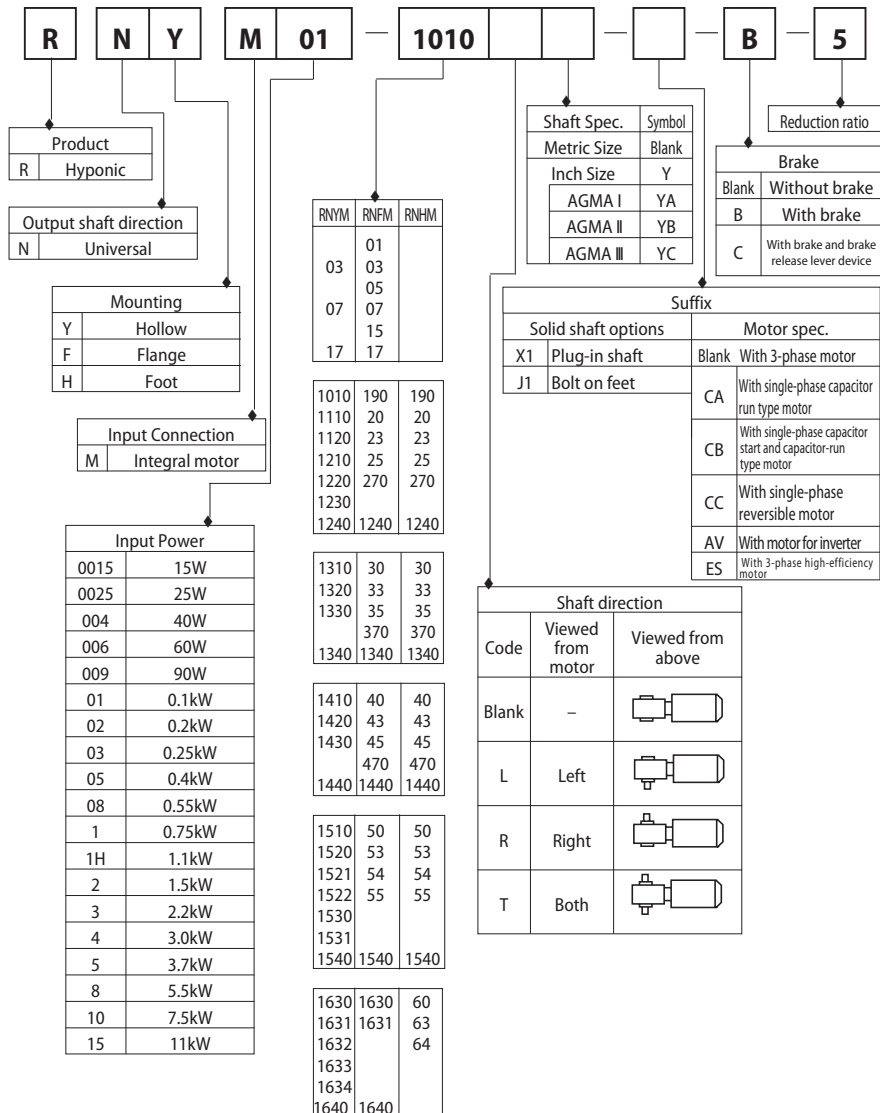 R N Y M 01 — 1010 — — B — 5
Product
R Hyponic
Output shaft direction
N Universal
Mounting
Y Hollow
F Flange
H Foot
Input Connection
M Integral motor
Input Power
0015 15W
0025 25W
004 40W
006 60W
009 90W
01 0.1kW
02 0.2kW
03 0.25kW
05 0.4kW
08 0.55kW
1 0.75kW
1H 1.1kW
2 1.5kW
3 2.2kW
4 3.0kW
5 3.7kW
8 5.5kW
10 7.5kW
15 11kW
RNYM RNFM RNHM
01
03 03
05
07 07
15
17 17
1010 190 190
1110 20 20
1120 23 23
1210 25 25
1220 270 270
1230
1240 1240 1240
1310 30 30
1320 33 33
1330 35 35
370 370
1340 1340 1340
1410 40 40
1420 43 43
1430 45 45
470 470
1440 1440 1440
1510 50 50
1520 53 53
1521 54 54
1522 55 55
1530
1531
1540 1540 1540
1630 1630 60
1631 1631 63
1632 64
1633
1634
1640 1640
Shaft Spec. Symbol
Metric Size Blank
Inch Size Y
AGMA Ⅰ YA
AGMA Ⅱ YB
AGMA Ⅲ YC
Reduction ratio
Brake
Blank Without brake
B With brake
C With brake and brake
release lever device
Suffix
Solid shaft options Motor spec.
X1 Plug-in shaft Blank With 3-phase motor
J1 Bolt on feet
CA With single-phase capacitor
run type motor
CB With single-phase capacitor
start and capacitor-run
type motor
CC With single-phase
reversible motor
AV With motor for inverter
ES With 3-phase high-efficiency
motor
Shaft direction
Code Viewed
from
motor
Viewed from
above
Blank –
L Left
R Right
T Both